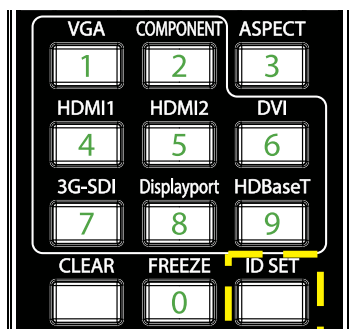 VGA COMPONENT ASPECT
1 2 3
HDMI1 HDMI2 DVI
4 5 6
3G-SDI Displayport HDBaseT
7 8 9
CLEAR FREEZE ID SET
0